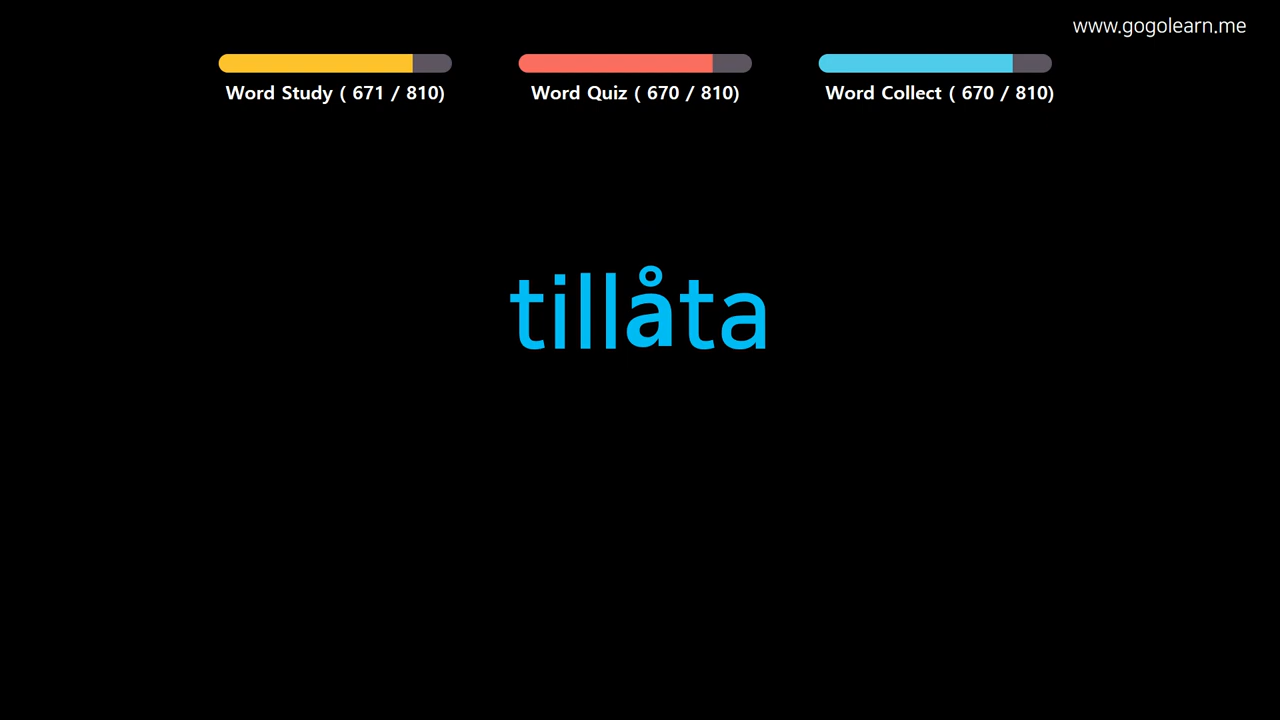 www.gogolearn.me
Word Study ( 671 / 810)
Word Quiz ( 670 / 810)
Word Collect ( 670 / 810)
tillåta